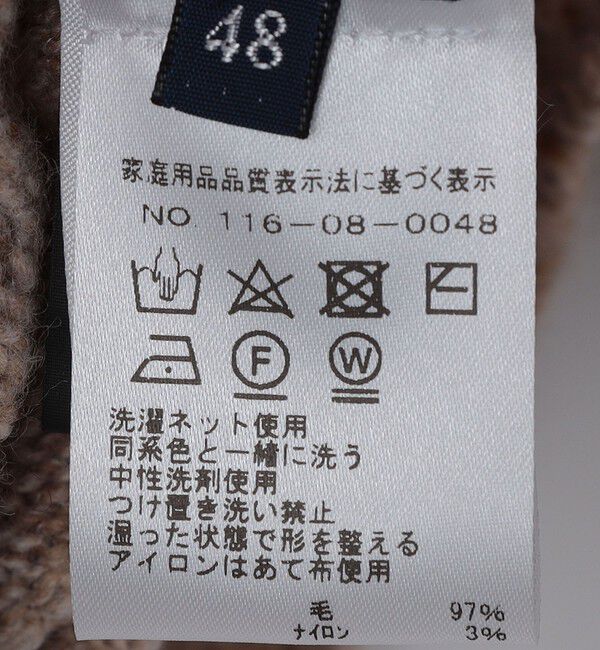 48
家庭用品品質表示法に基づく表示
NO. 116-08-0048
F W
洗濯ネット使用
同系色と一緒に洗う
中性洗剤使用
つけ置き洗い禁止
湿った状態で形を整える
アイロンはあて布使用
毛 97%
ナイロン 3%